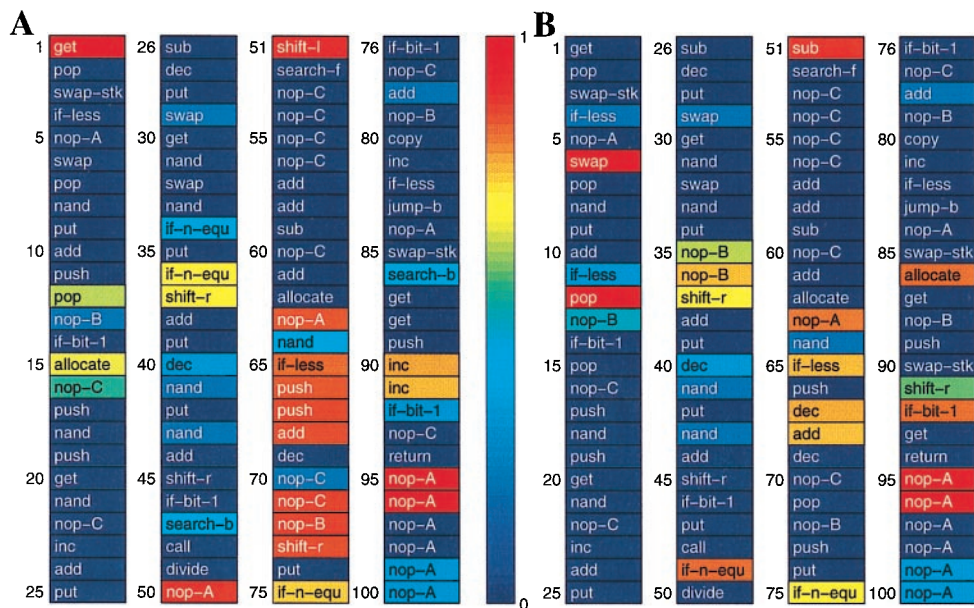 A
1 get
pop
swap-stk
if-less
5 nop-A
swap
pop
nand
put
10 add
push
pop
nop-B
if-bit-1
15 allocate
nop-C
push
nand
push
20 get
nand
nop-C
inc
add
25 put
26 sub
dec
put
swap
30 get
nand
swap
nand
if-n-equ
35 put
if-n-equ
shift-r
add
put
40 dec
nand
put
nand
add
45 shift-r
if-bit-1
search-b
call
divide
50 nop-A
51 shift-l
search-f
nop-C
nop-C
55 nop-C
nop-C
add
add
sub
60 nop-C
add
allocate
nop-A
nand
65 if-less
push
push
add
dec
70 nop-C
nop-C
nop-B
shift-r
put
75 if-n-equ
76 if-bit-1
nop-C
add
nop-B
80 copy
inc
if-less
jump-b
nop-A
85 swap-stk
search-b
get
get
push
90 inc
inc
if-bit-1
nop-C
return
95 nop-A
nop-A
nop-A
nop-A
nop-A
100 nop-A
1
0
B
1 get
pop
swap-stk
if-less
5 nop-A
swap
pop
nand
put
10 add
if-less
pop
nop-B
if-bit-1
15 pop
nop-C
push
nand
push
20 get
nand
nop-C
inc
add
25 put
26 sub
dec
put
swap
30 get
nand
swap
nand
put
35 nop-B
nop-B
shift-r
add
put
40 dec
nand
put
nand
add
45 shift-r
if-bit-1
put
call
if-n-equ
50 divide
51 sub
search-f
nop-C
nop-C
55 nop-C
nop-C
add
add
sub
60 nop-C
add
allocate
nop-A
nand
65 if-less
push
dec
add
dec
70 nop-C
pop
nop-B
push
put
75 if-n-equ
76 if-bit-1
nop-C
add
nop-B
80 copy
inc
if-less
jump-b
nop-A
85 swap-stk
allocate
get
nop-B
push
90 swap-stk
shift-r
if-bit-1
get
return
95 nop-A
nop-A
nop-A
nop-A
nop-A
100 nop-A